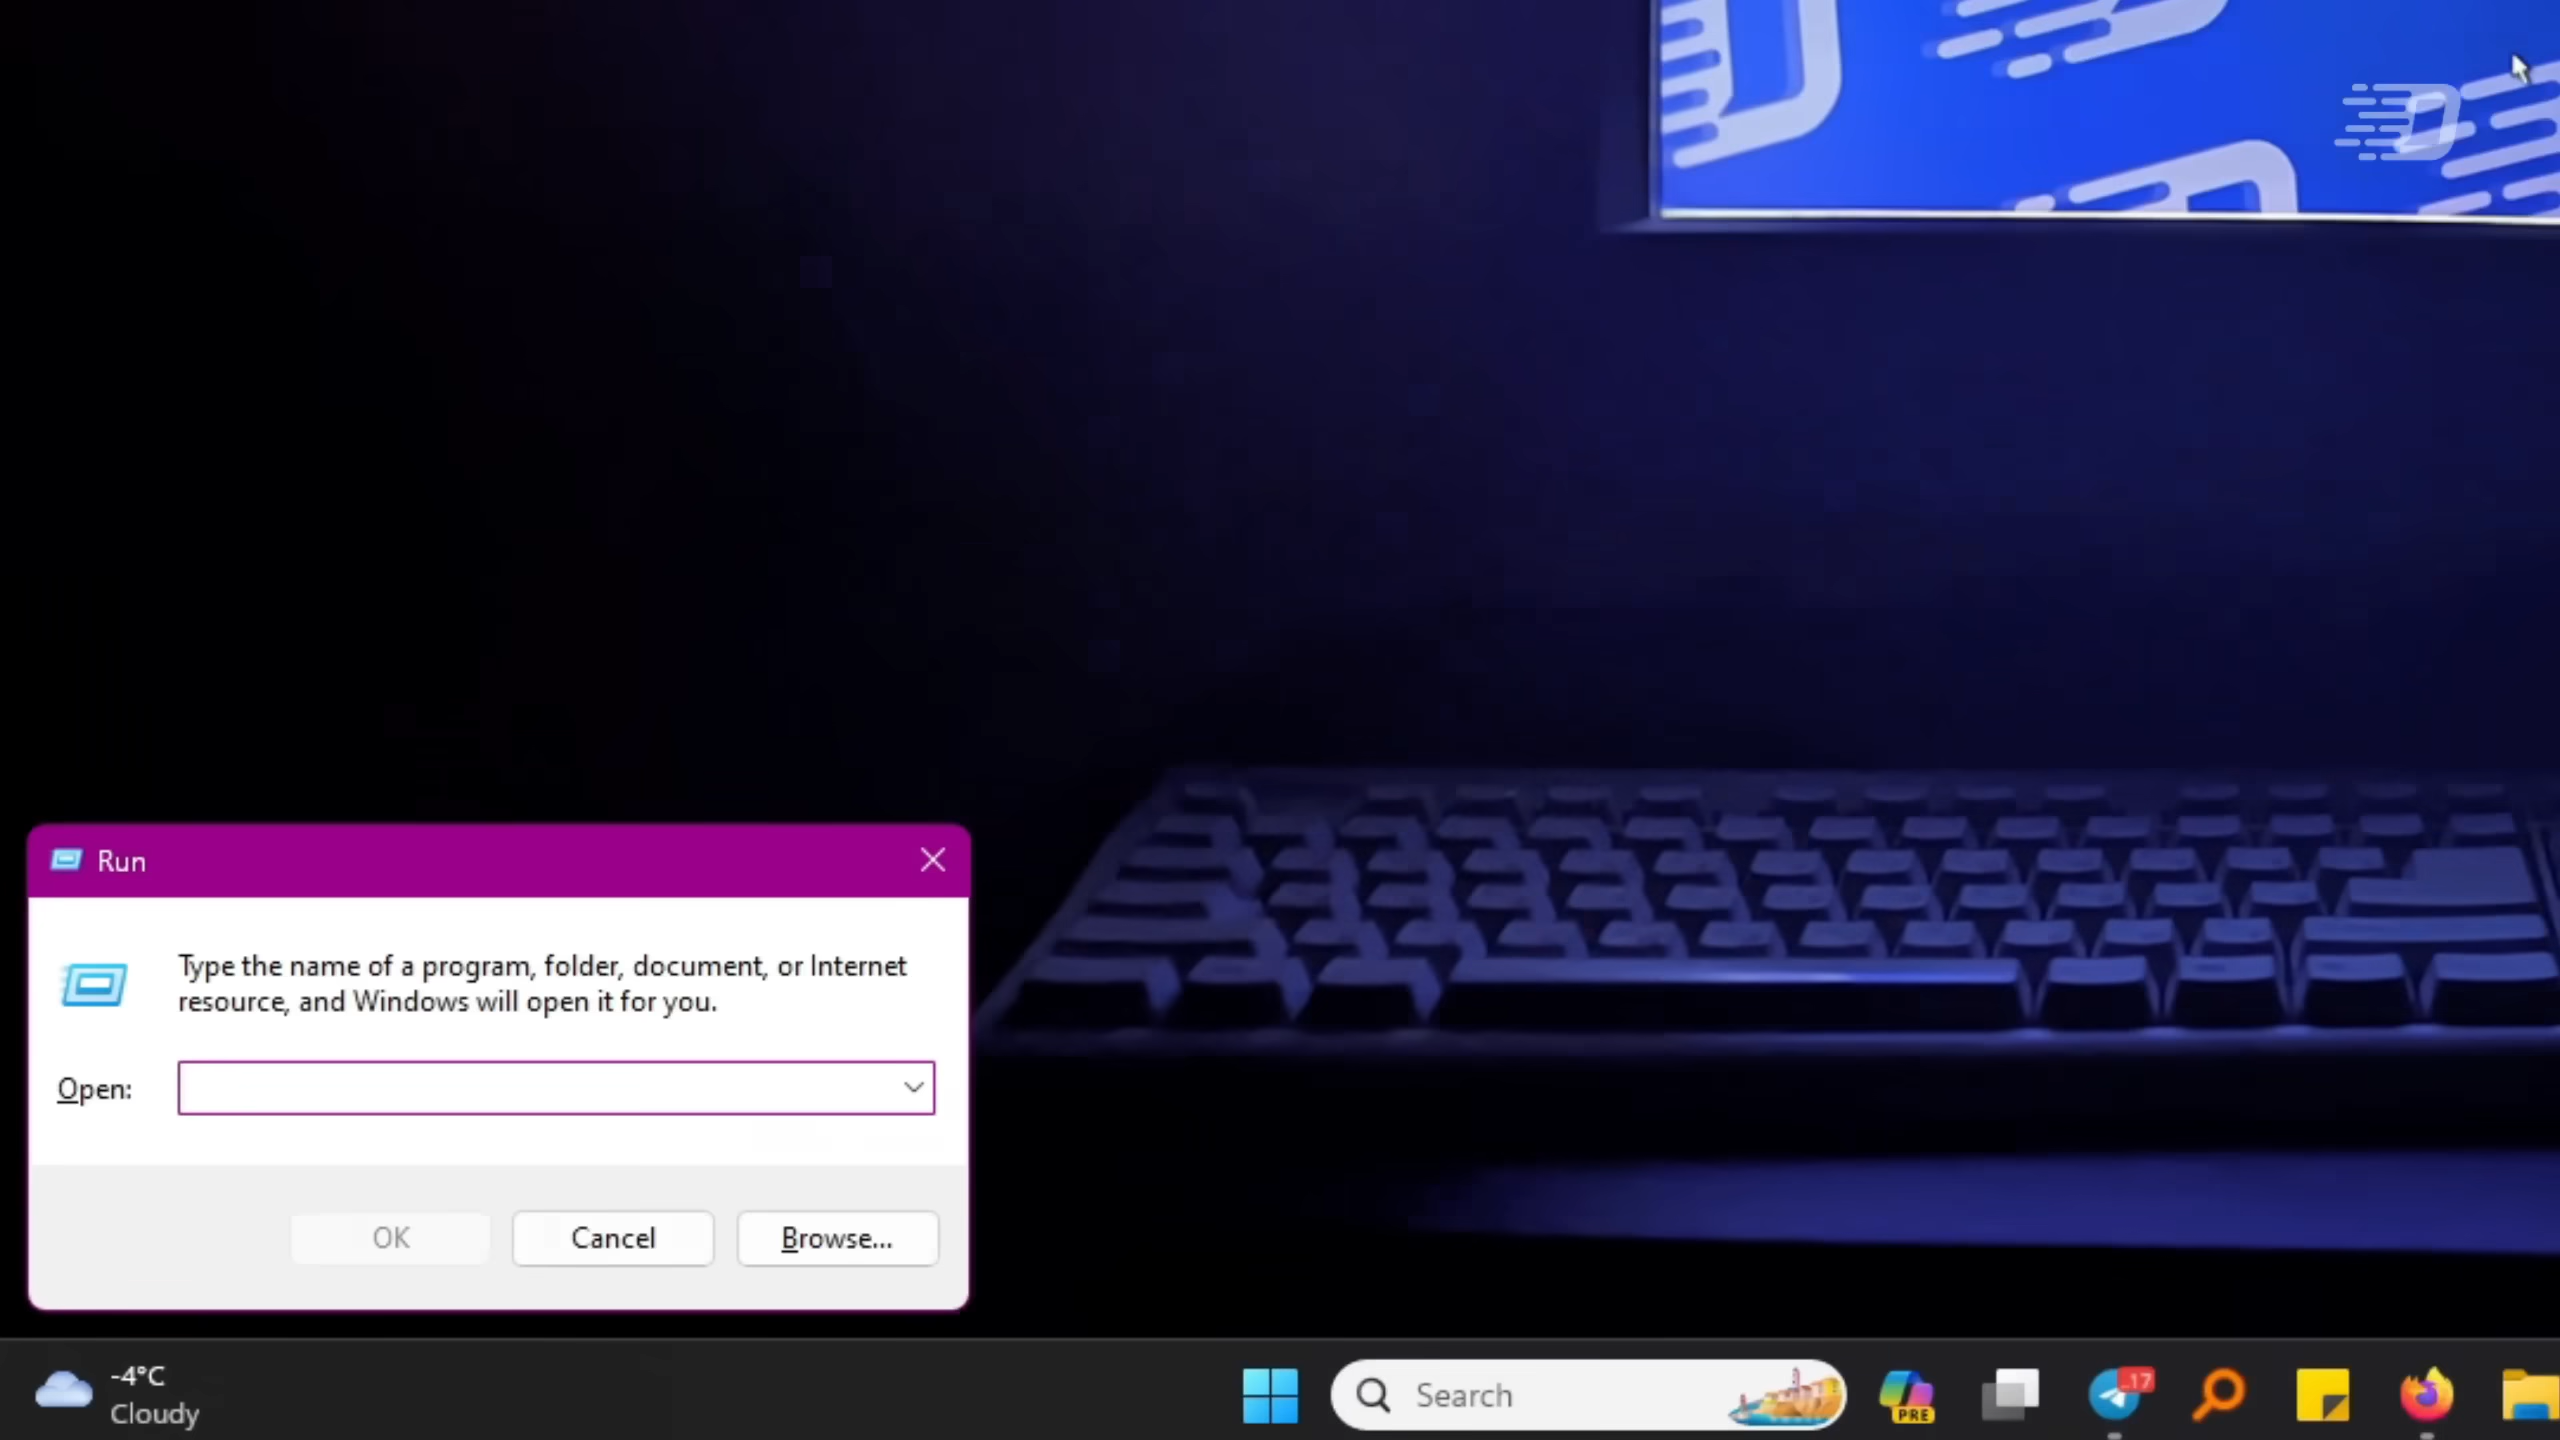 Run
Type the name of a program, folder, document, or Internet
resource, and Windows will open it for you.
Open:
OK
Cancel
Browse...
-4°C
Cloudy
Search
PRE
17